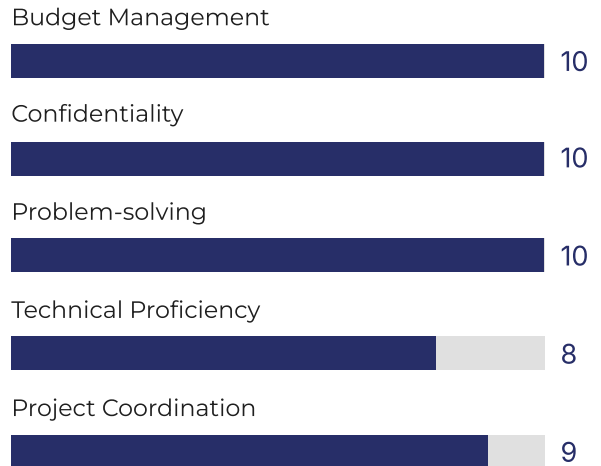 Budget Management
10
Confidentiality
10
Problem-solving
10
Technical Proficiency
8
Project Coordination
9